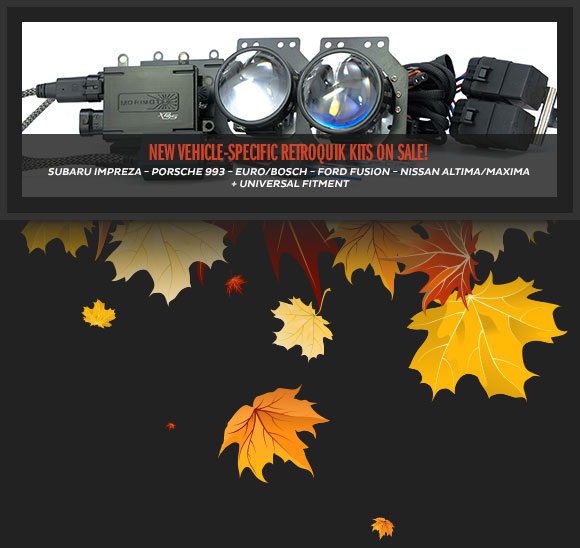 MORIMOTO
NEW VEHICLE-SPECIFIC RETROQUIK KITS ON SALE!
SUBARU IMPREZA – PORSCHE 993 – EURO/BOSCH – FORD FUSION – NISSAN ALTIMA/MAXIMA
+ UNIVERSAL FITMENT